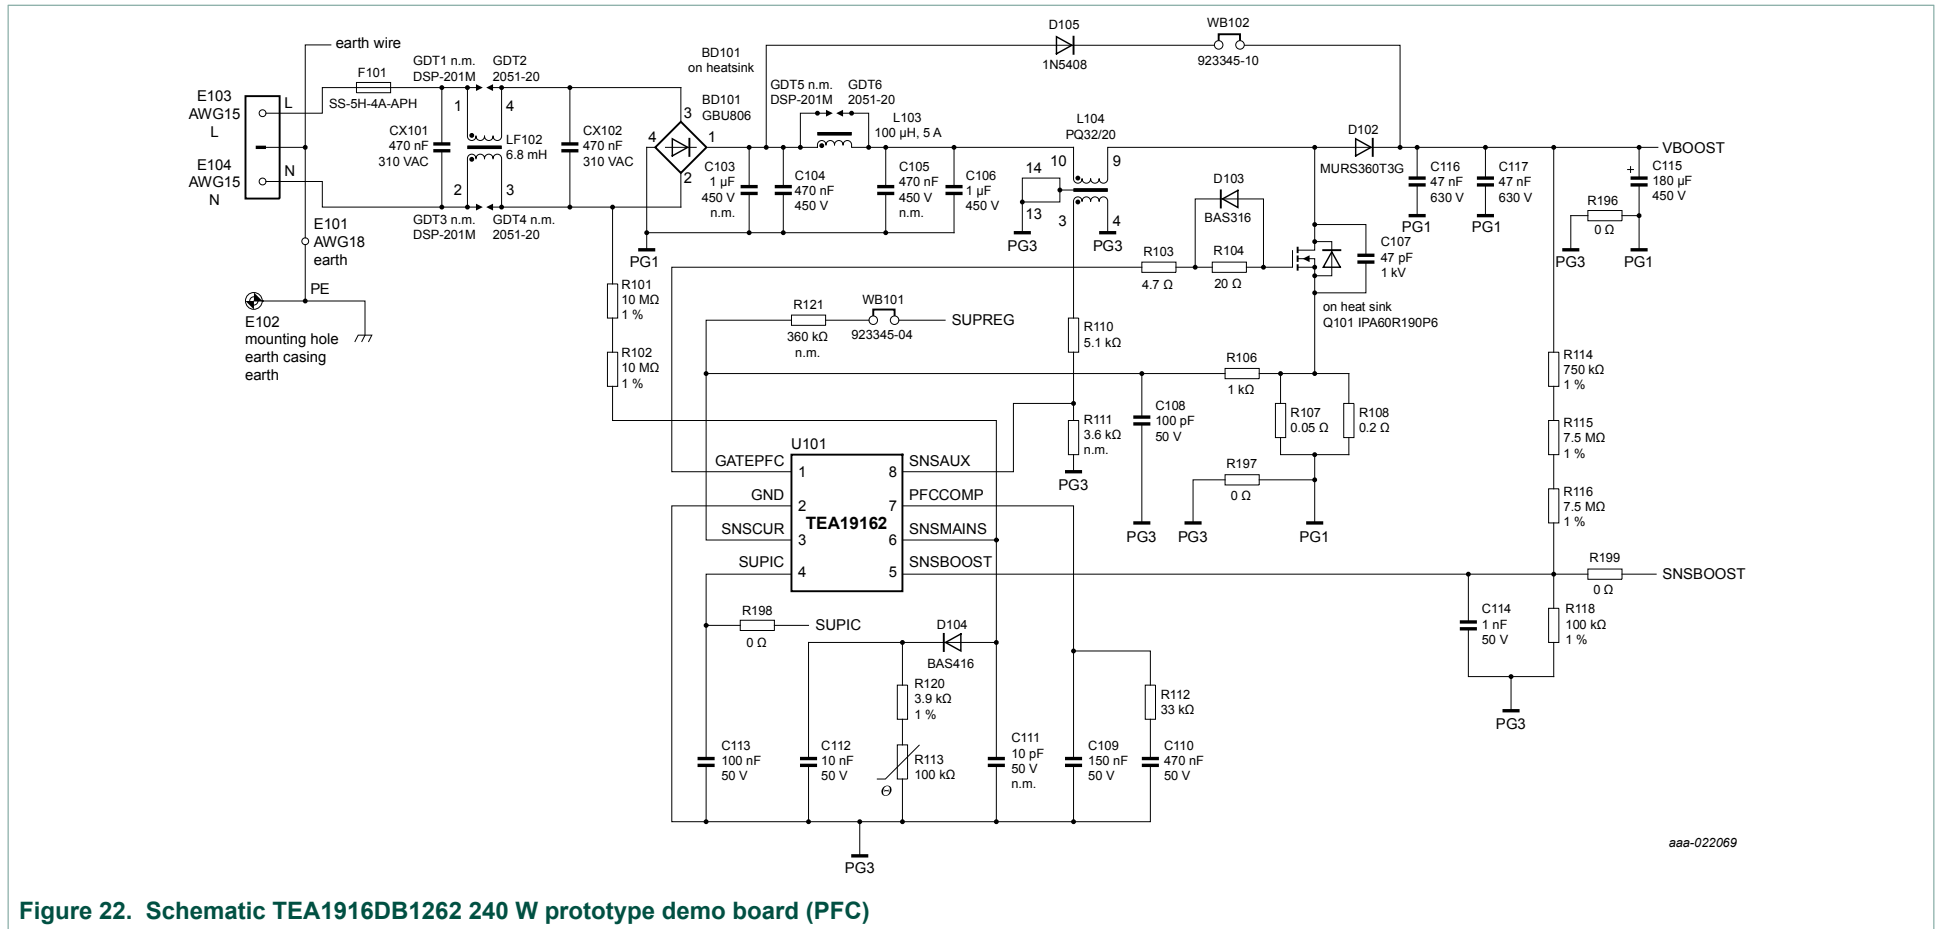 earth wire
E103
AWG15
L
L
F101
SS-5H-4A-APH
GDT1 n.m.
DSP-201M
GDT2
2051-20
1
4
CX101
470 nF
310 VAC
LF102
6.8 mH
CX102
470 nF
310 VAC
E104
AWG15
N
N
2
3
GDT3 n.m.
DSP-201M
GDT4 n.m.
2051-20
E101
AWG18
earth
PE
E102
mounting hole
earth casing
earth
BD101
on heatsink
BD101
GBU806
3
4
1
2
D105
1N5408
WB102
923345-10
GDT5 n.m.
DSP-201M
GDT6
2051-20
L103
100 µH, 5 A
C103
1 µF
450 V
n.m.
C104
470 nF
450 V
C105
470 nF
450 V
n.m.
C106
1 µF
450 V
PG1
L104
PQ32/20
10
9
14
13
3
4
PG3
PG3
D102
MURS360T3G
VBOOST
C116
47 nF
630 V
PG1
C117
47 nF
630 V
PG1
+
C115
180 µF
450 V
R196
0 Ω
PG3
PG1
D103
BAS316
R103
4.7 Ω
R104
20 Ω
C107
47 pF
1 kV
on heat sink
Q101 IPA60R190P6
R101
10 MΩ
1 %
R102
10 MΩ
1 %
R121
360 kΩ
n.m.
WB101
923345-04
SUPREG
R110
5.1 kΩ
R106
1 kΩ
R111
3.6 kΩ
n.m.
PG3
C108
100 pF
50 V
PG3
R107
0.05 Ω
R108
0.2 Ω
R197
0 Ω
PG3
PG1
R114
750 kΩ
1 %
R115
7.5 MΩ
1 %
R116
7.5 MΩ
1 %
U101
TEA19162
GATEPFC
1
8
SNSAUX
GND
2
7
PFCCOMP
SNSCUR
3
6
SNSMAINS
SUPIC
4
5
SNSBOOST
R199
0 Ω
SNSBOOST
C114
1 nF
50 V
R118
100 kΩ
1 %
PG3
R198
0 Ω
SUPIC
D104
BAS416
R120
3.9 kΩ
1 %
R112
33 kΩ
C113
100 nF
50 V
C112
10 nF
50 V
R113
100 kΩ
Θ
C111
10 pF
50 V
n.m.
C109
150 nF
50 V
C110
470 nF
50 V
PG3
aaa-022069
Figure 22. Schematic TEA1916DB1262 240 W prototype demo board (PFC)